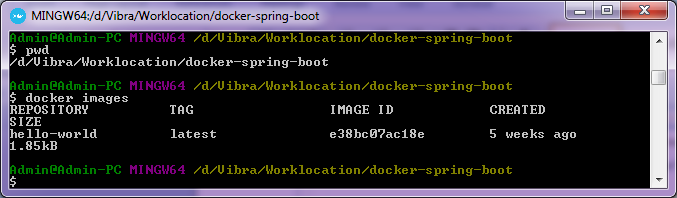 MINGW64:/d/Vibra/Worklocation/docker-spring-boot
Admin@Admin-PC MINGW64 /d/Vibra/Worklocation/docker-spring-boot
$ pwd
/d/Vibra/Worklocation/docker-spring-boot
Admin@Admin-PC MINGW64 /d/Vibra/Worklocation/docker-spring-boot
$ docker images
REPOSITORY TAG IMAGE ID CREATED
SIZE
hello-world latest e38bc07ac18e 5 weeks ago
1.85kB
Admin@Admin-PC MINGW64 /d/Vibra/Worklocation/docker-spring-boot
$